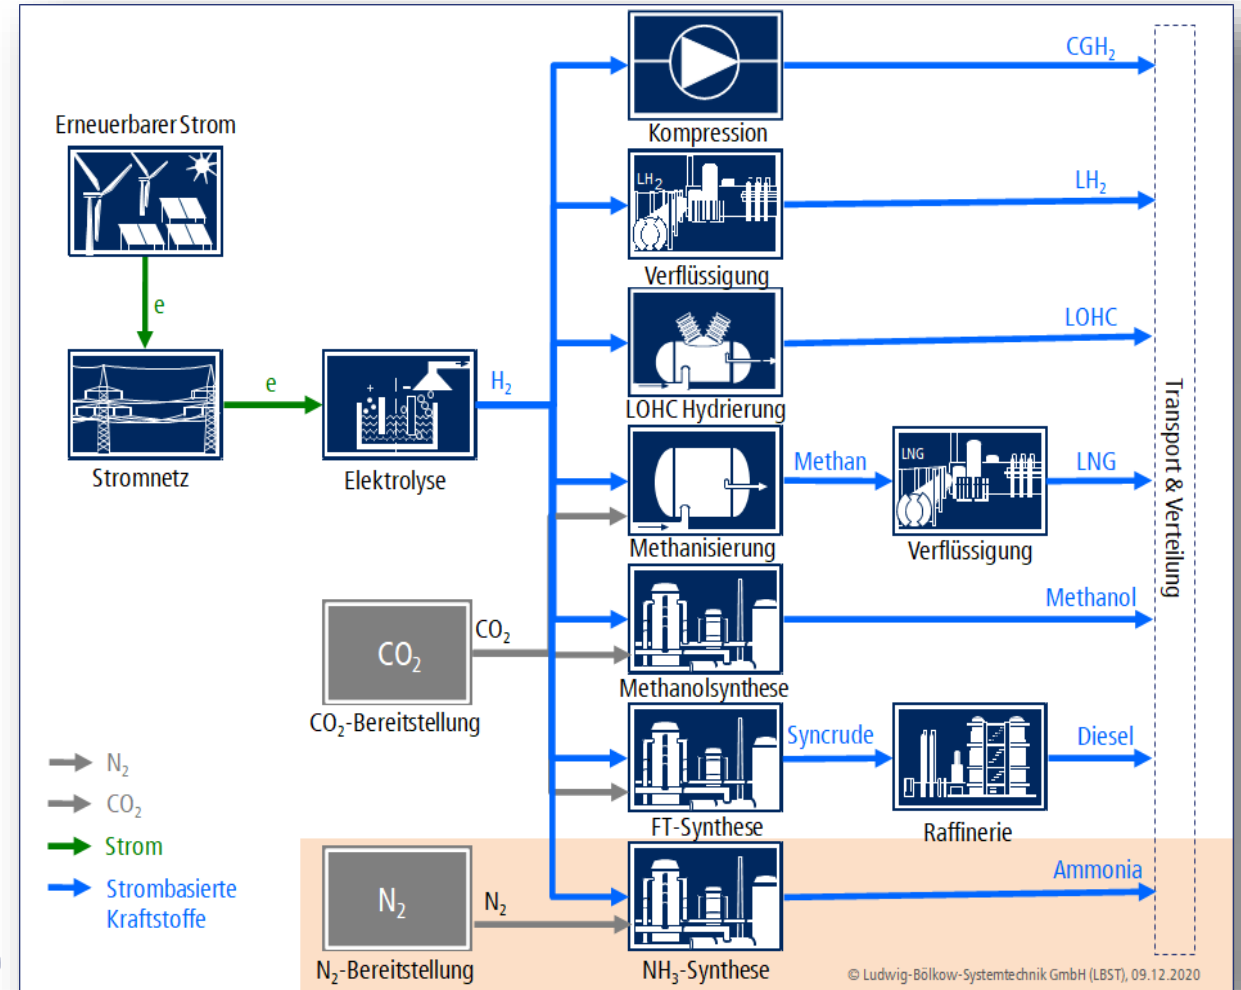 CGH₂
Kompression
Erneuerbarer Strom
LH₂
LH₂
Verflüssigung
e
LOHC
LOHC Hydrierung
e
H₂
Stromnetz
Elektrolyse
Methan
LNG
LNG
Methanisierung
Verflüssigung
Transport & Verteilung
CO₂
CO₂
CO₂-Bereitstellung
Methanol
Methanolsynthese
Syncrude
Diesel
FT-Synthese
Raffinerie
N₂
CO₂
Strom
Strombasierte
Kraftstoffe
N₂
N₂
N₂-Bereitstellung
Ammonia
NH₃-Synthese
© Ludwig-Bölkow-Systemtechnik GmbH (LBST), 09.12.2020